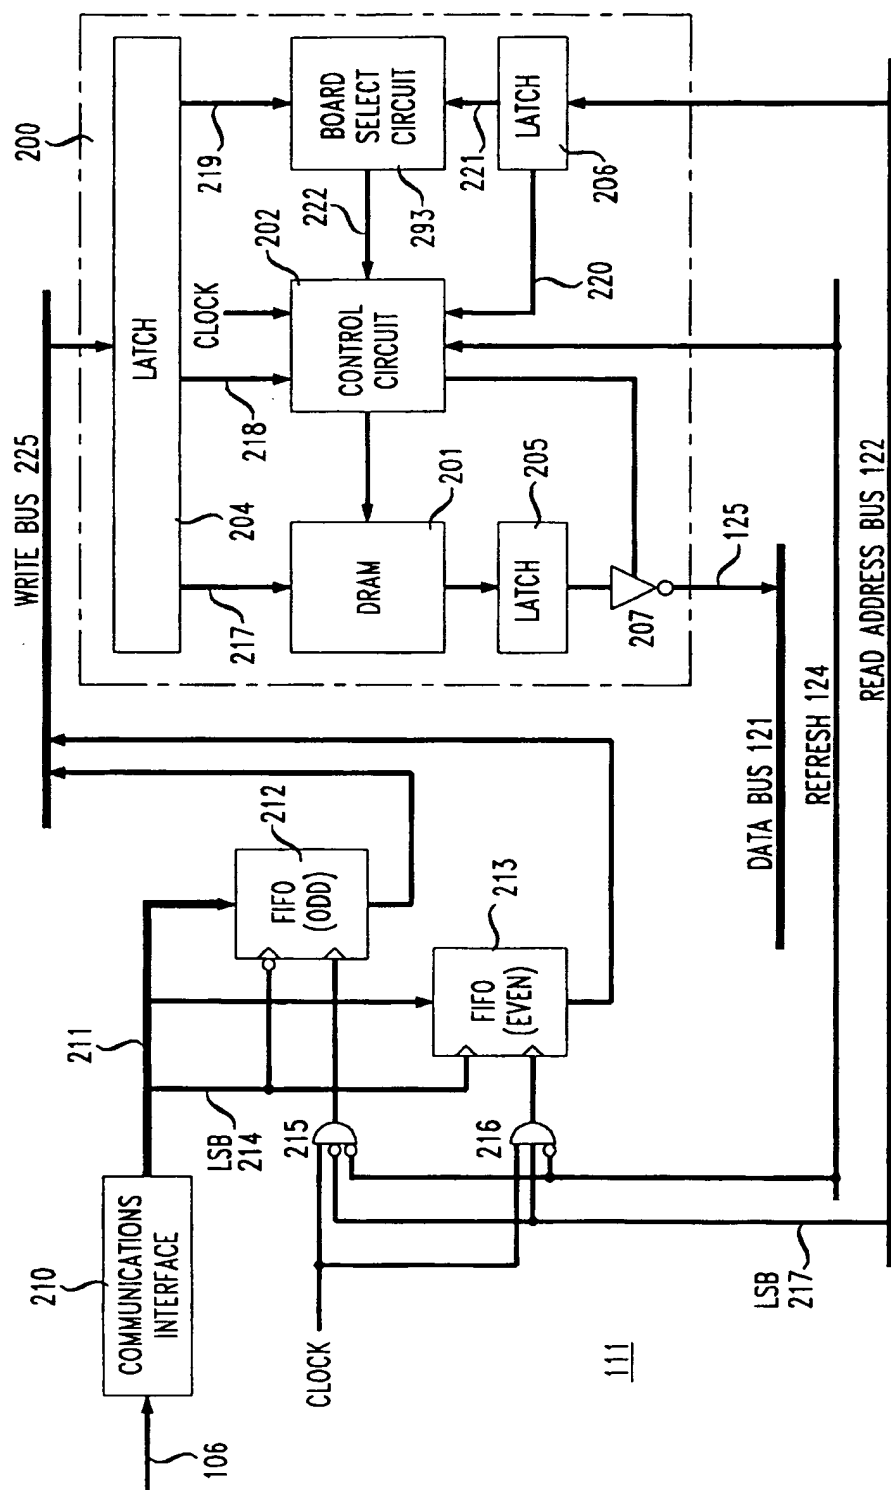 106
210
COMMUNICATIONS
INTERFACE
211
LSB
214
CLOCK
215
216
LSB
217
111
FIFO
(ODD)
212
FIFO
(EVEN)
213
WRITE BUS 225
200
LATCH
204
217
218
219
DRAM
201
CLOCK
202
CONTROL
CIRCUIT
222
BOARD
SELECT
CIRCUIT
293
221
LATCH
206
220
LATCH
205
207
125
DATA BUS 121
REFRESH 124
READ ADDRESS BUS 122